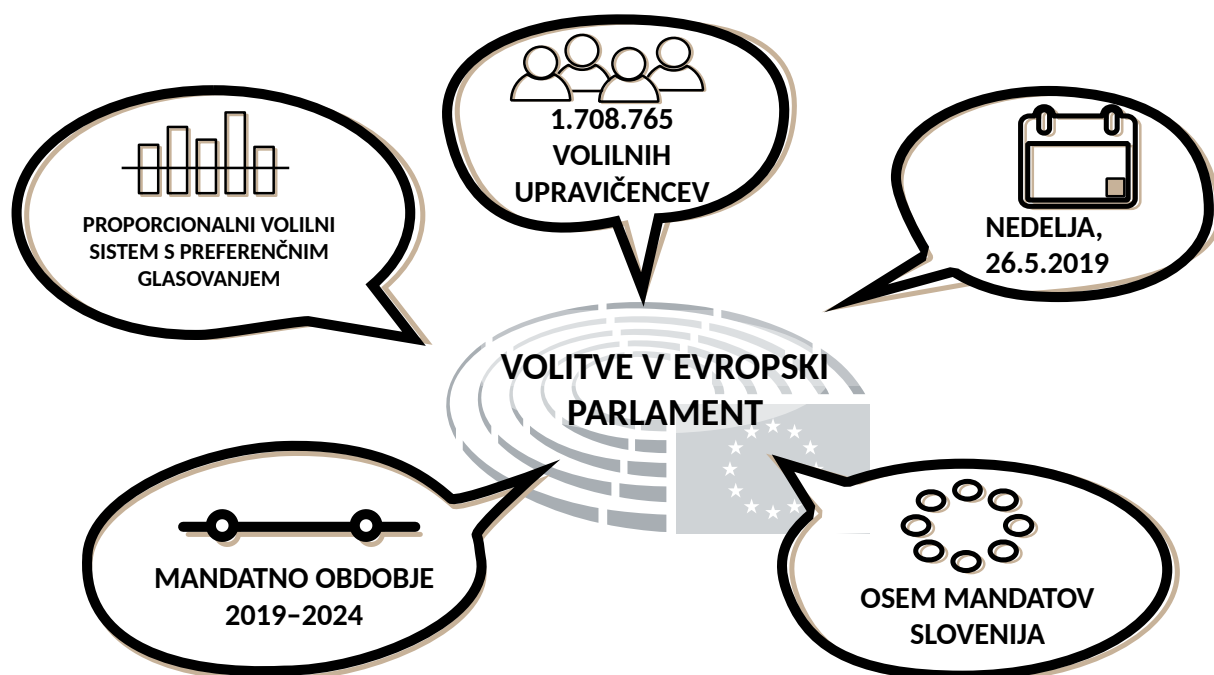 1.708.765
VOLILNIH
UPRAVIČENCEV
PROPORCIONALNI VOLILNI
SISTEM S PREFERENČNIM
GLASOVANJEM
NEDELJA,
26.5.2019
VOLITVE V EVROPSKI
PARLAMENT
MANDATNO OBDOBJE
2019–2024
OSEM MANDATOV
SLOVENIJA